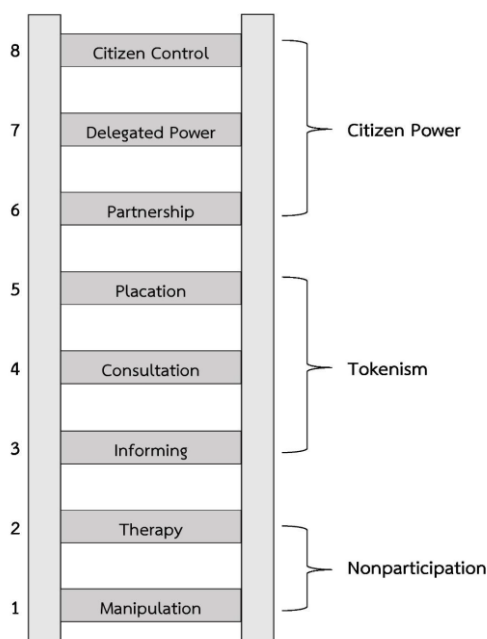 8 Citizen Control
7 Delegated Power
Citizen Power
6 Partnership
5 Placation
4 Consultation
Tokenism
3 Informing
2 Therapy
Nonparticipation
1 Manipulation